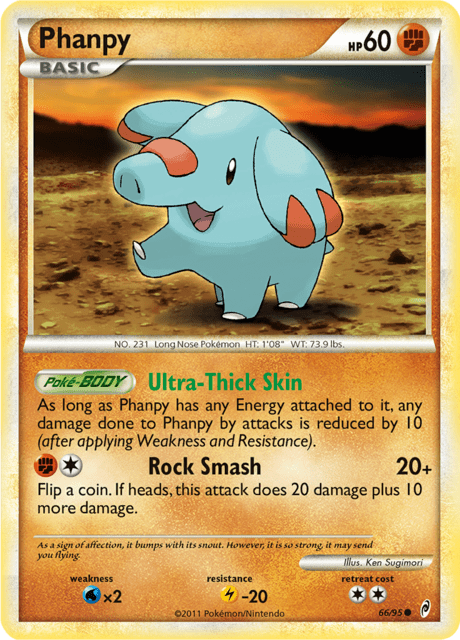 Phanpy
HP60
BASIC
NO. 231 Long Nose Pokémon HT: 1'08" WT: 73.9 lbs.
Poké-BODY Ultra-Thick Skin
As long as Phanpy has any Energy attached to it, any
damage done to Phanpy by attacks is reduced by 10
(after applying Weakness and Resistance).
Rock Smash 20+
Flip a coin. If heads, this attack does 20 damage plus 10
more damage.
As a sign of affection, it bumps with its snout. However, it is so strong, it may send
you flying.
Illus. Ken Sugimori
weakness resistance retreat cost
×2 -20
66/95
©2011 Pokémon/Nintendo